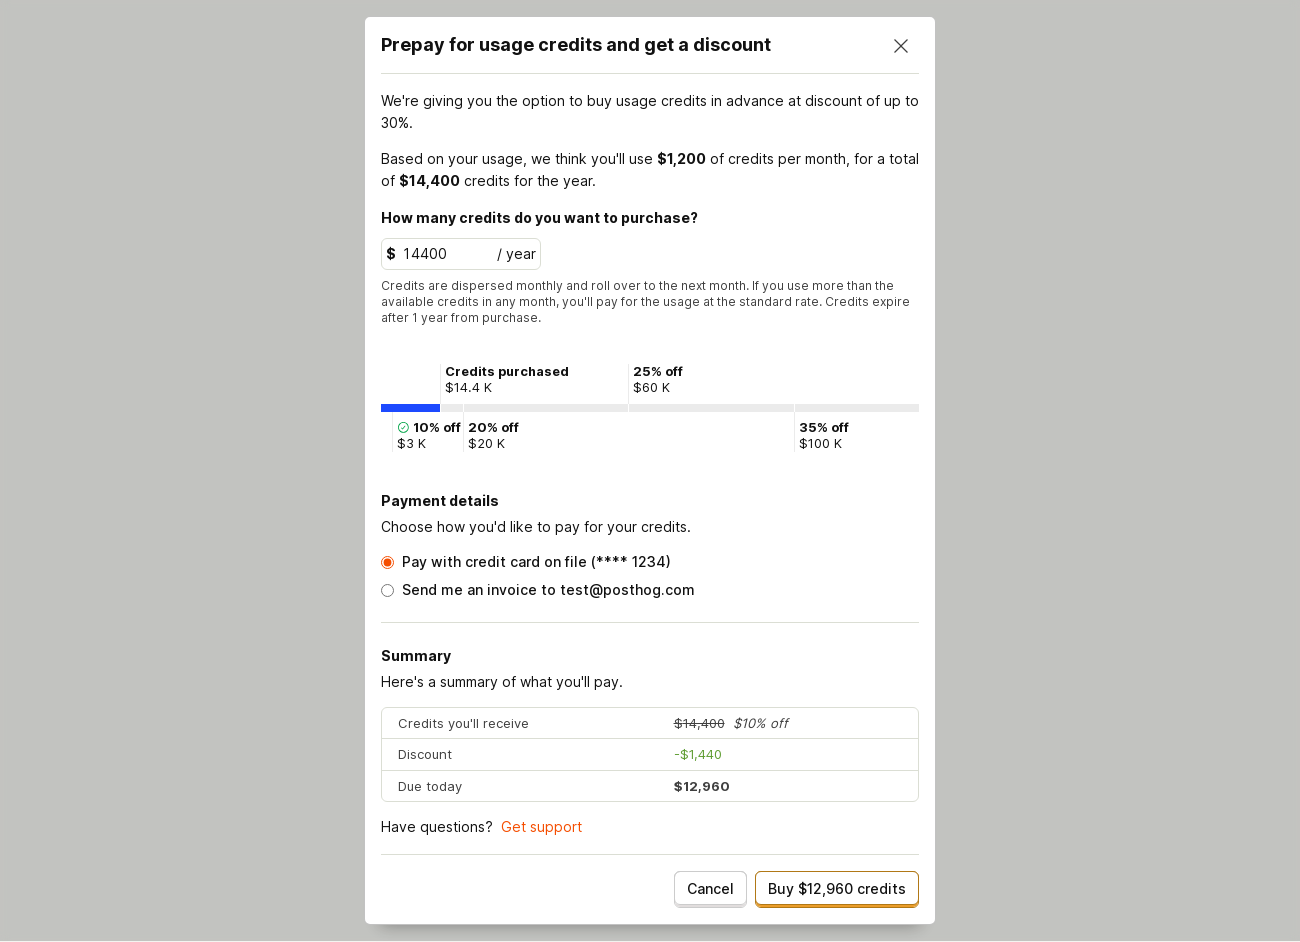 Prepay for usage credits and get a discount
We're giving you the option to buy usage credits in advance at discount of up to
30%.
Based on your usage, we think you'll use $1,200 of credits per month, for a total
of $14,400 credits for the year.
How many credits do you want to purchase?
$ 14400 / year
Credits are dispersed monthly and roll over to the next month. If you use more than the
available credits in any month, you'll pay for the usage at the standard rate. Credits expire
after 1 year from purchase.
Credits purchased 25% off
$14.4 K $60 K
10% off 20% off 35% off
$3 K $20 K $100 K
Payment details
Choose how you'd like to pay for your credits.
Pay with credit card on file (**** 1234)
Send me an invoice to test@posthog.com
Summary
Here's a summary of what you'll pay.
Credits you'll receive $14,400 $10% off
Discount -$1,440
Due today $12,960
Have questions? Get support
Cancel Buy $12,960 credits